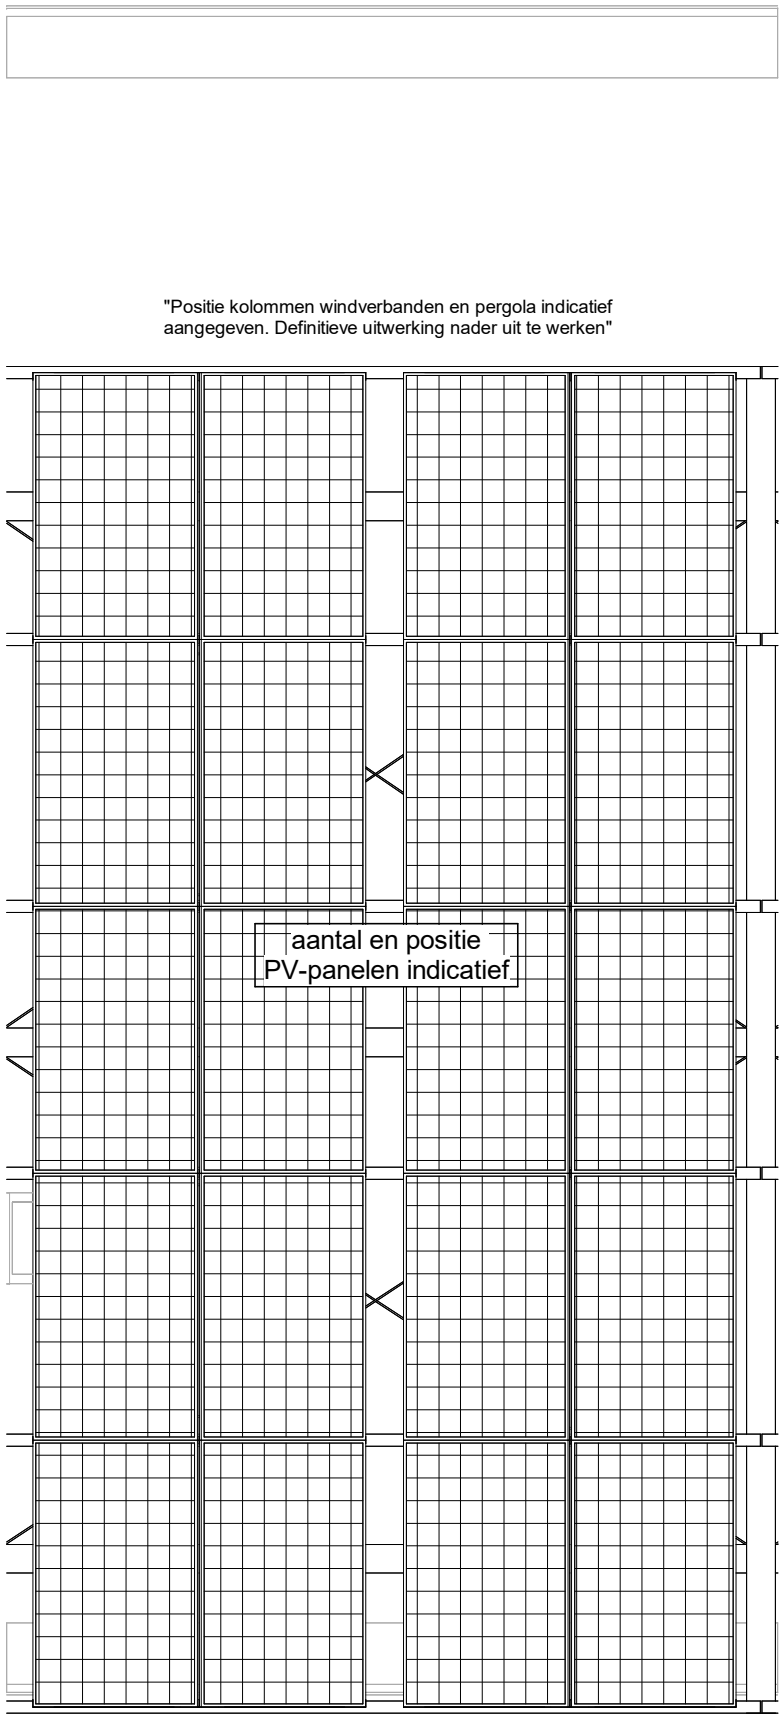 "Positie kolommen windverbanden en pergola indicatief
aangegeven. Definitieve uitwerking nader uit te werken"
aantal en positie
PV-panelen indicatief